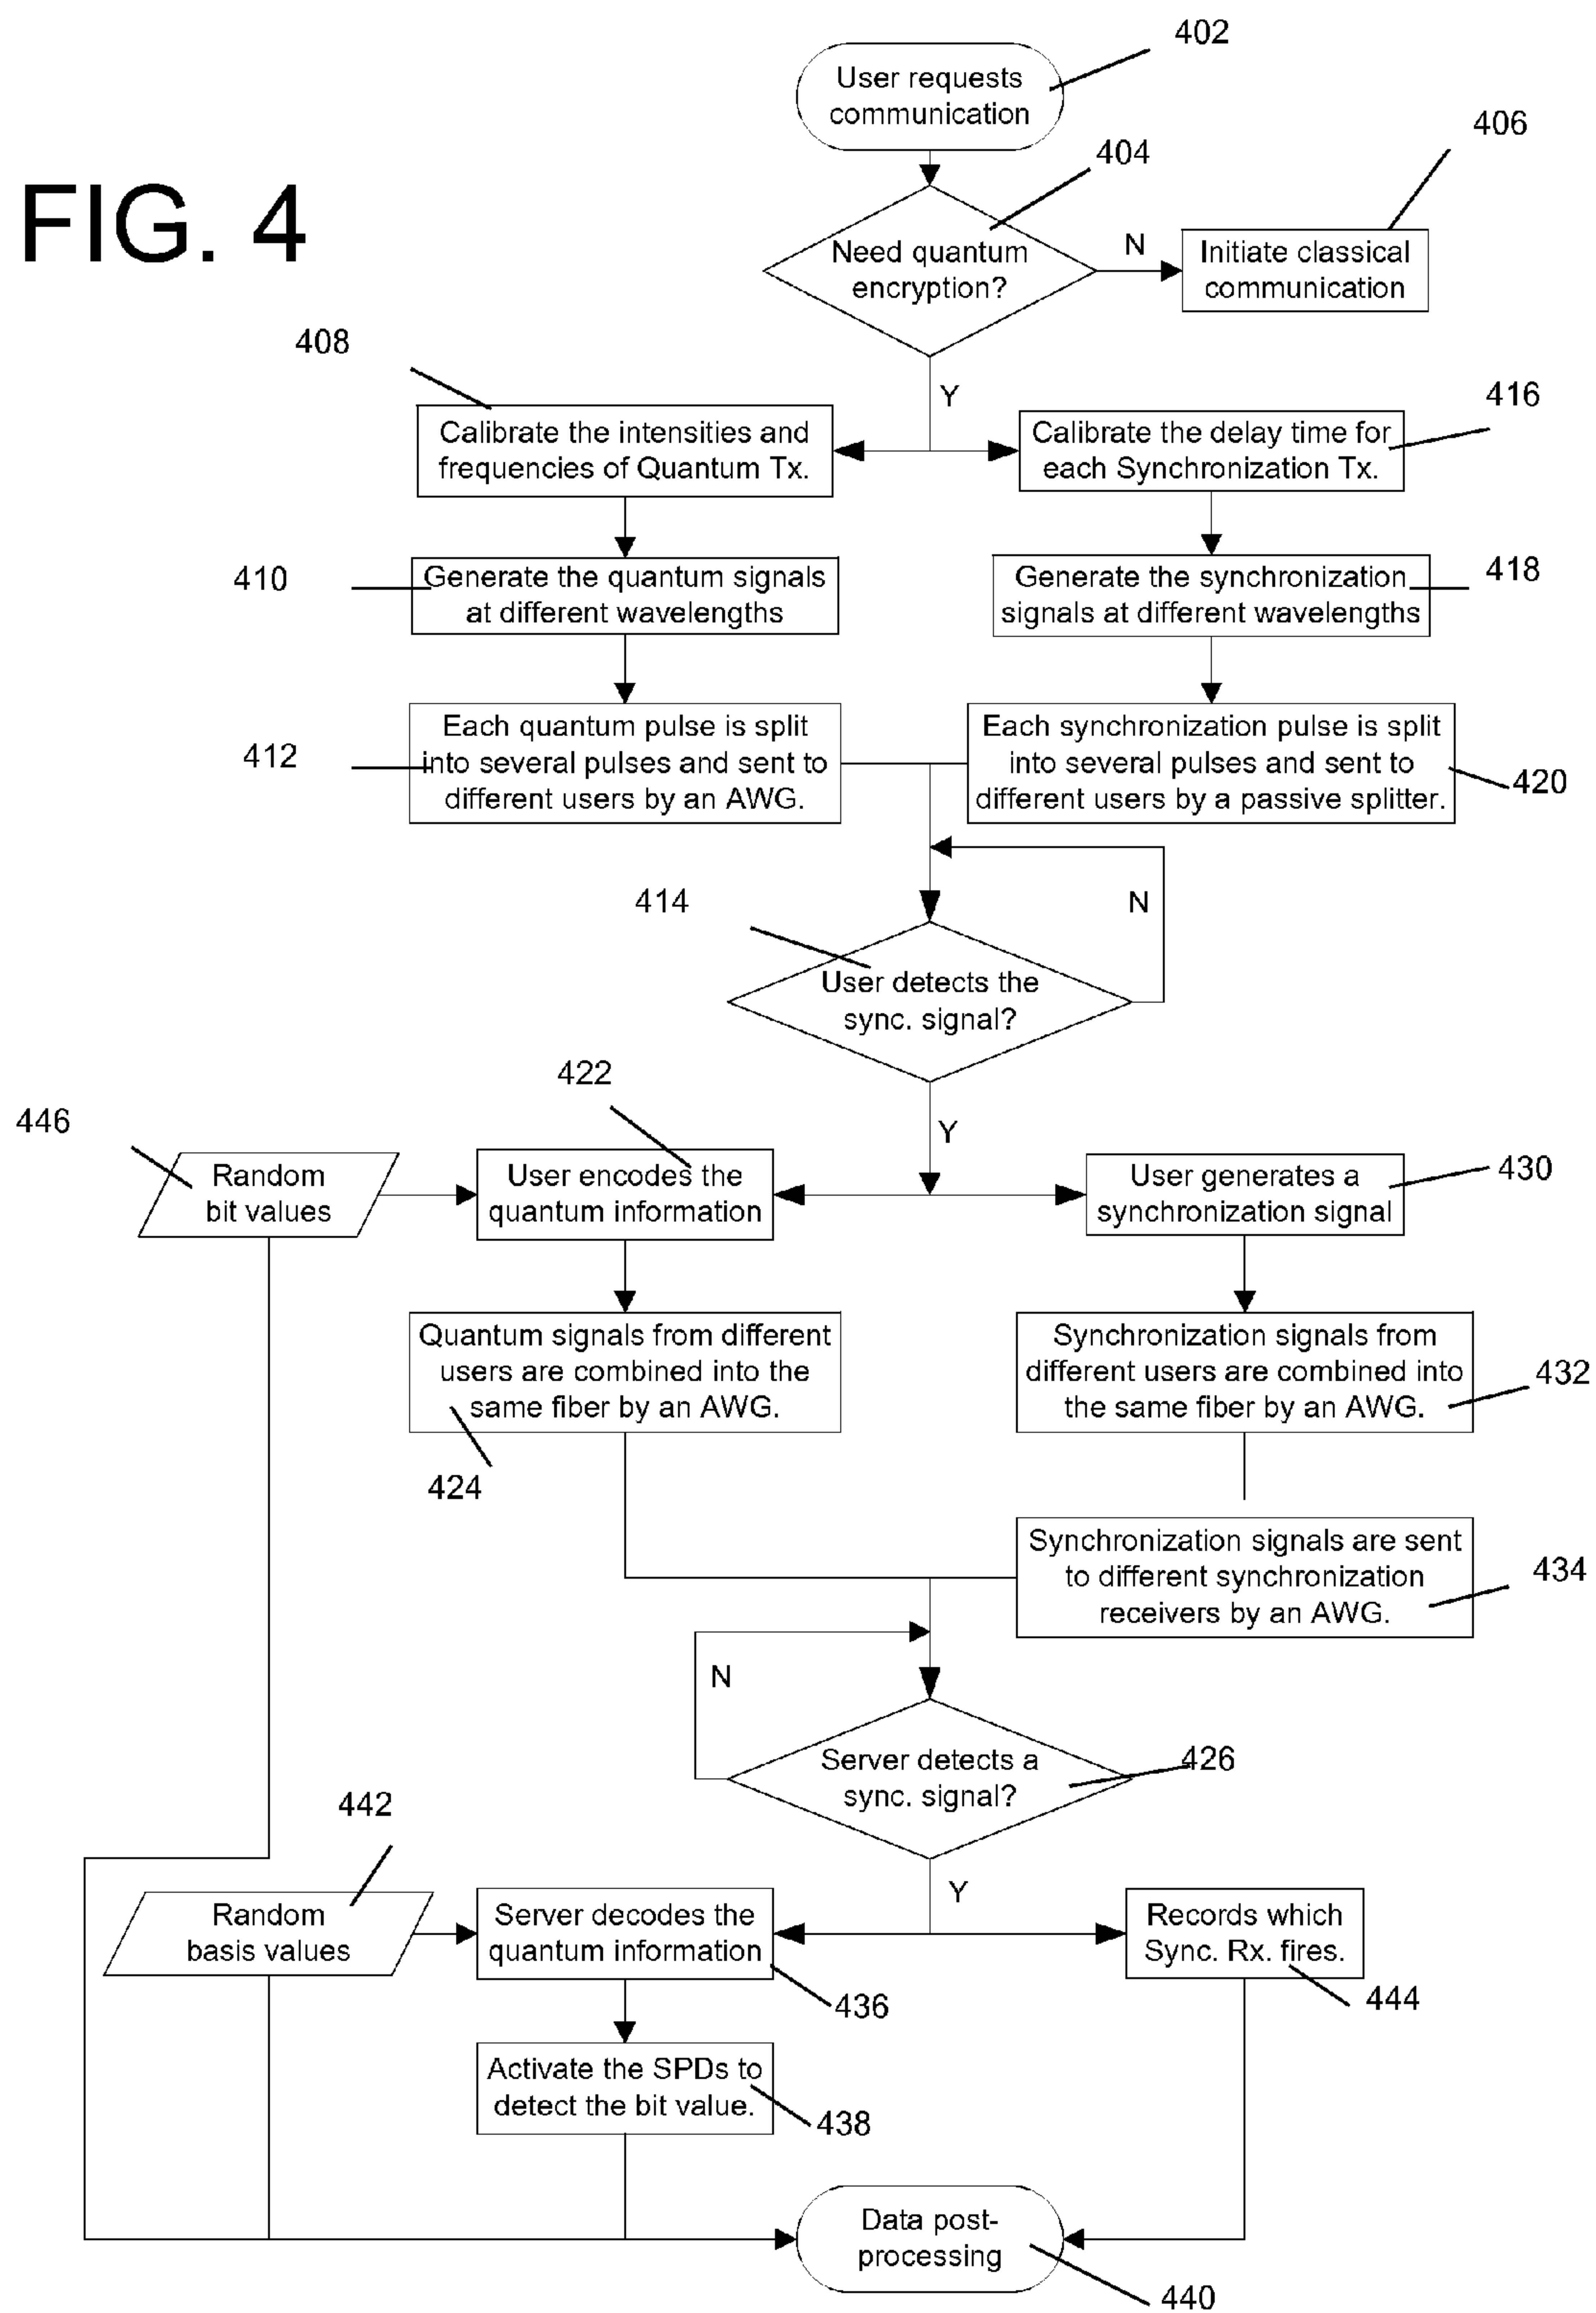 FIG. 4
402
User requests
communication
404
406
Need quantum
encryption?
N
Initiate classical
communication
Y
408
Calibrate the intensities and
frequencies of Quantum Tx.
416
Calibrate the delay time for
each Synchronization Tx.
410
Generate the quantum signals
at different wavelengths
418
Generate the synchronization
signals at different wavelengths
412
Each quantum pulse is split
into several pulses and sent to
different users by an AWG.
Each synchronization pulse is split
into several pulses and sent to
different users by a passive splitter.
420
414
N
User detects the
sync. signal?
Y
446
Random
bit values
422
User encodes the
quantum information
User generates a
synchronization signal
430
Quantum signals from different
users are combined into the
same fiber by an AWG.
424
Synchronization signals from
different users are combined into
the same fiber by an AWG.
432
Synchronization signals are sent
to different synchronization
receivers by an AWG.
434
N
Server detects a
sync. signal?
426
Y
442
Random
basis values
Server decodes the
quantum information
436
Records which
Sync. Rx. fires.
444
Activate the SPDs to
detect the bit value.
438
Data post-
processing
440